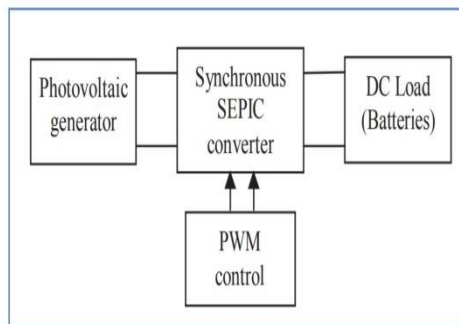 Photovoltaic
generator
Synchronous
SEPIC
converter
DC Load
(Batteries)
PWM
control